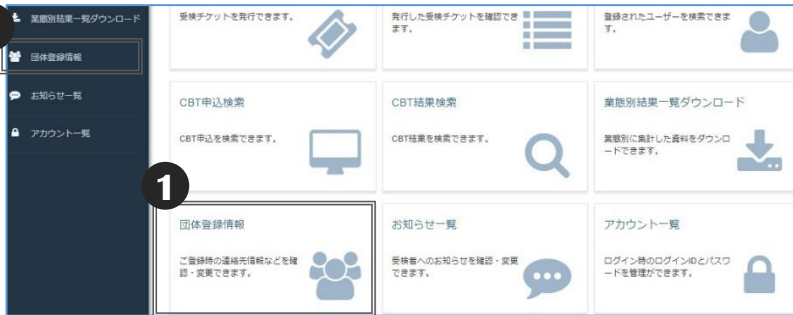 業態別結果一覧ダウンロード
団体登録情報
お知らせ一覧
アカウント一覧
受検チケットを発行できます。
発行した受検チケットを確認でき
ます。
登録されたユーザーを検索できま
す。
CBT申込検索
CBT申込を検索できます。
CBT結果検索
CBT結果を検索できます。
業態別結果一覧ダウンロード
業態別に集計した資料をダウンロ
ードできます。
1
団体登録情報
ご登録時の連絡先情報などを確
認・変更できます。
お知らせ一覧
受検者へのお知らせを確認・変更
できます。
アカウント一覧
ログイン時のログインIDとパスワ
ードを管理ができます。